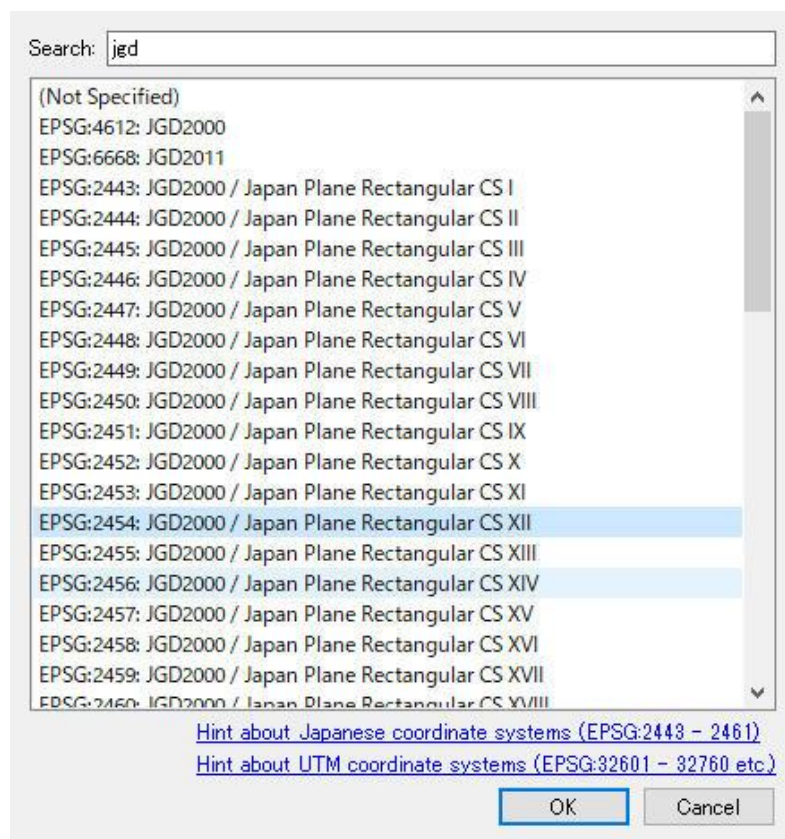 Search: jgd
(Not Specified)
EPSG:4612: JGD2000
EPSG:6668: JGD2011
EPSG:2443: JGD2000 / Japan Plane Rectangular CS I
EPSG:2444: JGD2000 / Japan Plane Rectangular CS II
EPSG:2445: JGD2000 / Japan Plane Rectangular CS III
EPSG:2446: JGD2000 / Japan Plane Rectangular CS IV
EPSG:2447: JGD2000 / Japan Plane Rectangular CS V
EPSG:2448: JGD2000 / Japan Plane Rectangular CS VI
EPSG:2449: JGD2000 / Japan Plane Rectangular CS VII
EPSG:2450: JGD2000 / Japan Plane Rectangular CS VIII
EPSG:2451: JGD2000 / Japan Plane Rectangular CS IX
EPSG:2452: JGD2000 / Japan Plane Rectangular CS X
EPSG:2453: JGD2000 / Japan Plane Rectangular CS XI
EPSG:2454: JGD2000 / Japan Plane Rectangular CS XII
EPSG:2455: JGD2000 / Japan Plane Rectangular CS XIII
EPSG:2456: JGD2000 / Japan Plane Rectangular CS XIV
EPSG:2457: JGD2000 / Japan Plane Rectangular CS XV
EPSG:2458: JGD2000 / Japan Plane Rectangular CS XVI
EPSG:2459: JGD2000 / Japan Plane Rectangular CS XVII
EPSG:2460: JGD2000 / Japan Plane Rectangular CS XVIII
Hint about Japanese coordinate systems (EPSG:2443 - 2461)
Hint about UTM coordinate systems (EPSG:32601 - 32760 etc.)
OK Cancel